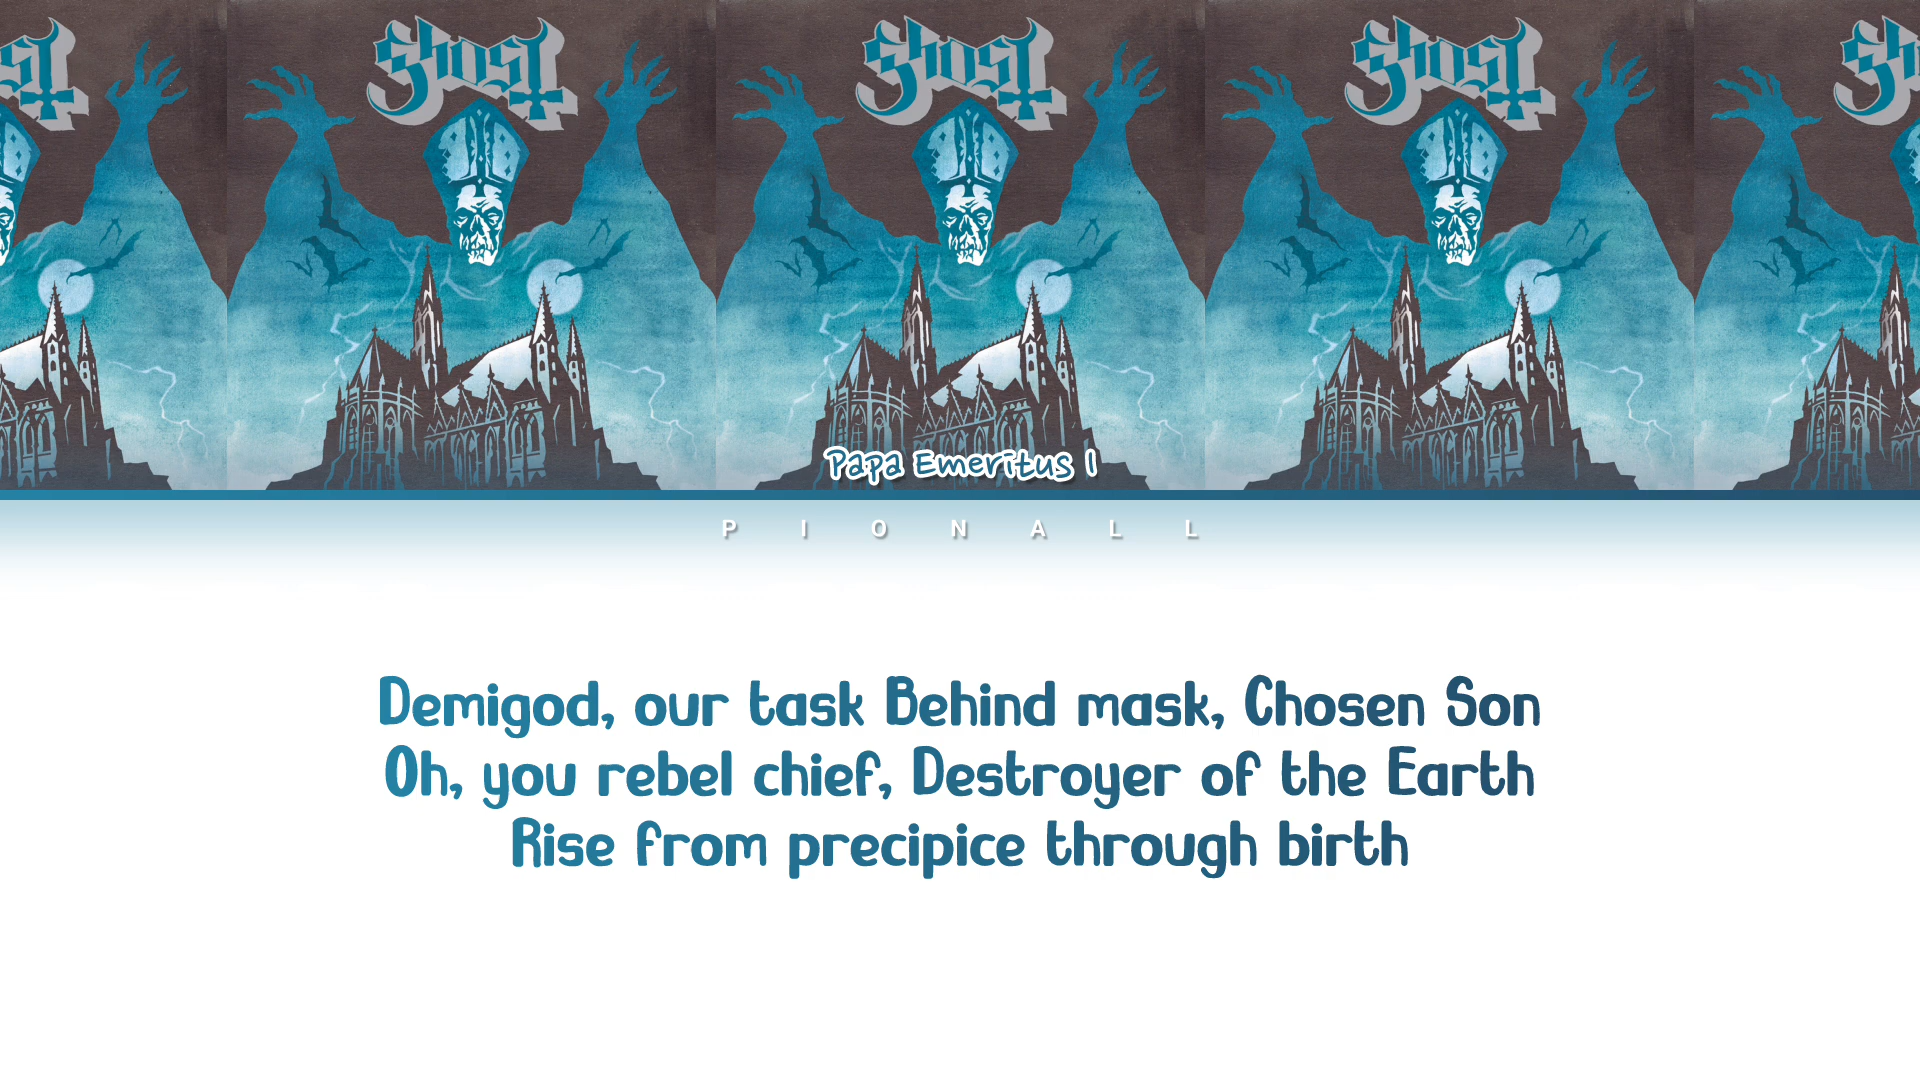 Ghost Ghost Ghost
Papa Emeritus I
PIONALL
Demigod, our task Behind mask, Chosen Son
Oh, you rebel chief, Destroyer of the Earth
Rise from precipice through birth